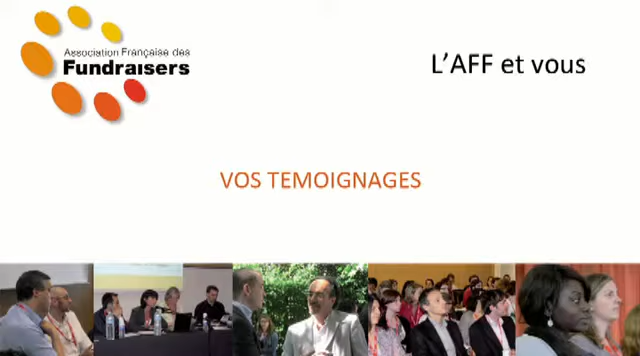 Association Française des
Fundraisers
L'AFF et vous
VOS TEMOIGNAGES